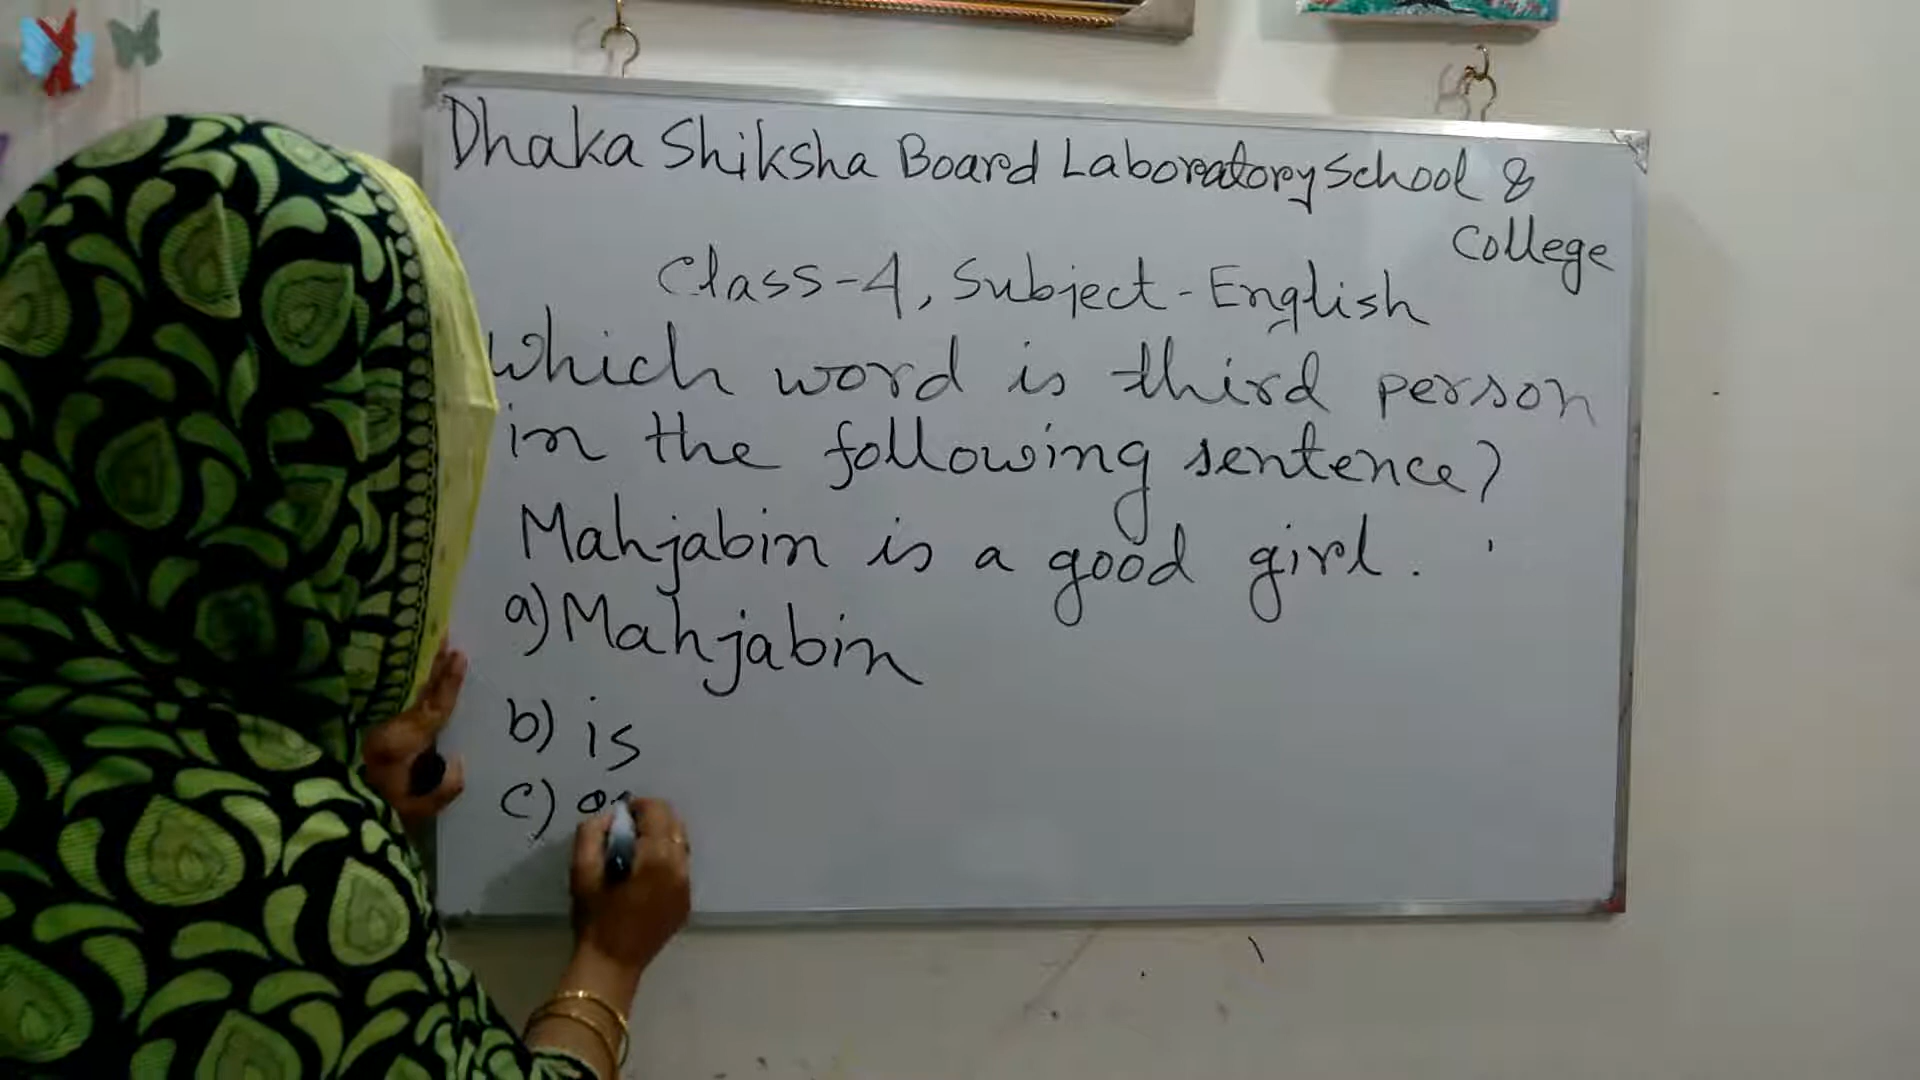 Dhaka Shiksha Board Laboratory School &
College
Class-4, Subject-English
Which word is third person
in the following sentence?
Mahjabin is a good girl.
a) Mahjabin
b) is
c)